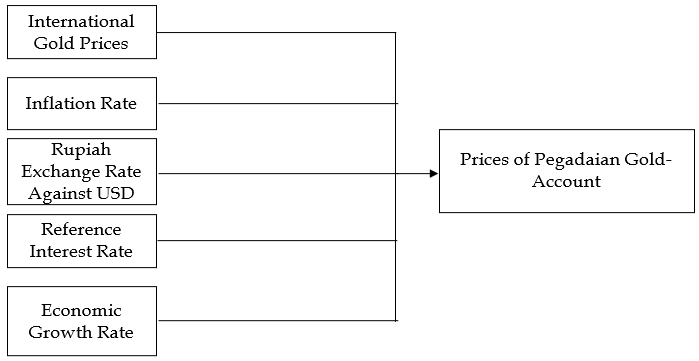 International
Gold Prices
Inflation Rate
Rupiah
Exchange Rate
Against USD
Reference
Interest Rate
Economic
Growth Rate
Prices of Pegadaian Gold-
Account